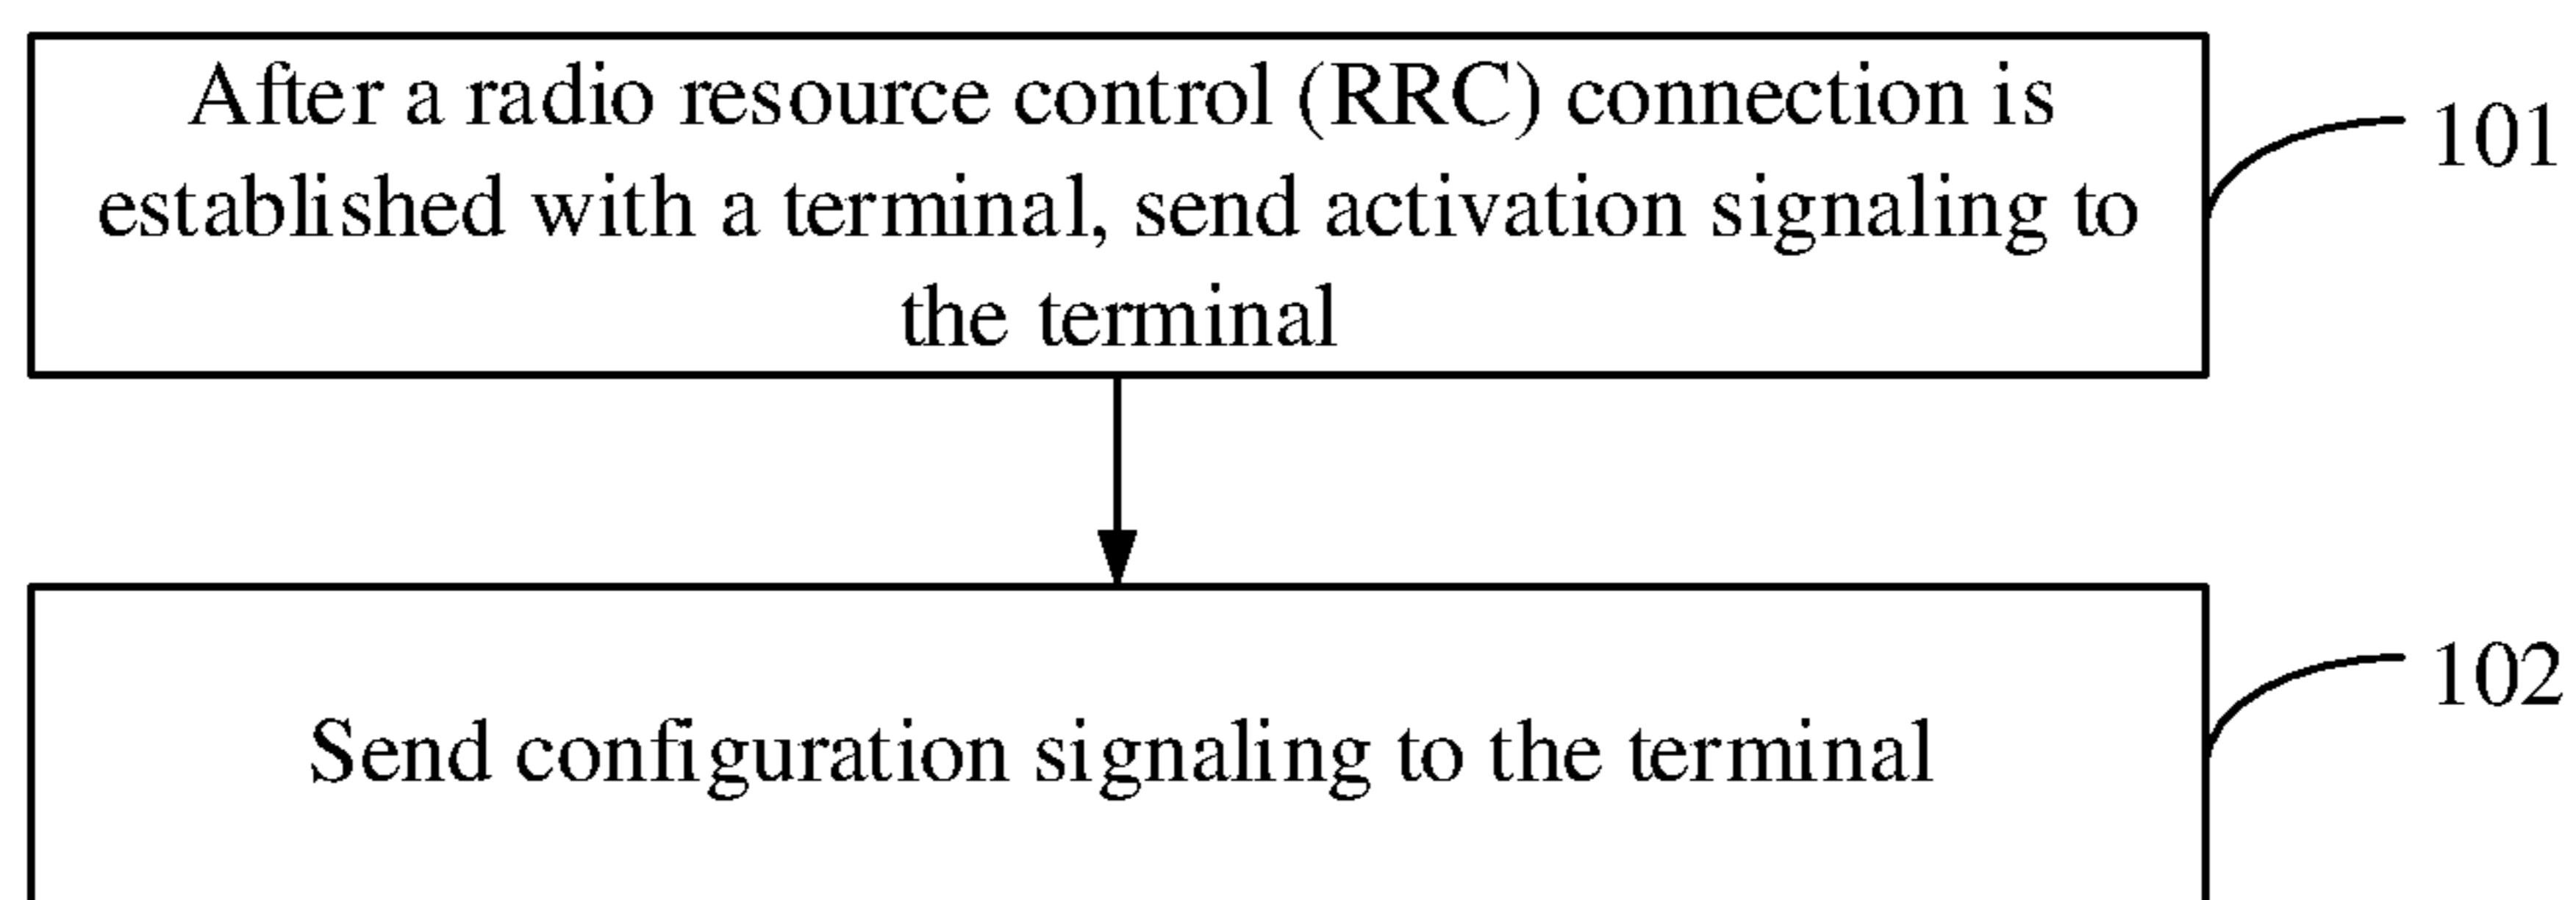 After a radio resource control (RRC) connection is
established with a terminal, send activation signaling to
the terminal
101
Send configuration signaling to the terminal
102